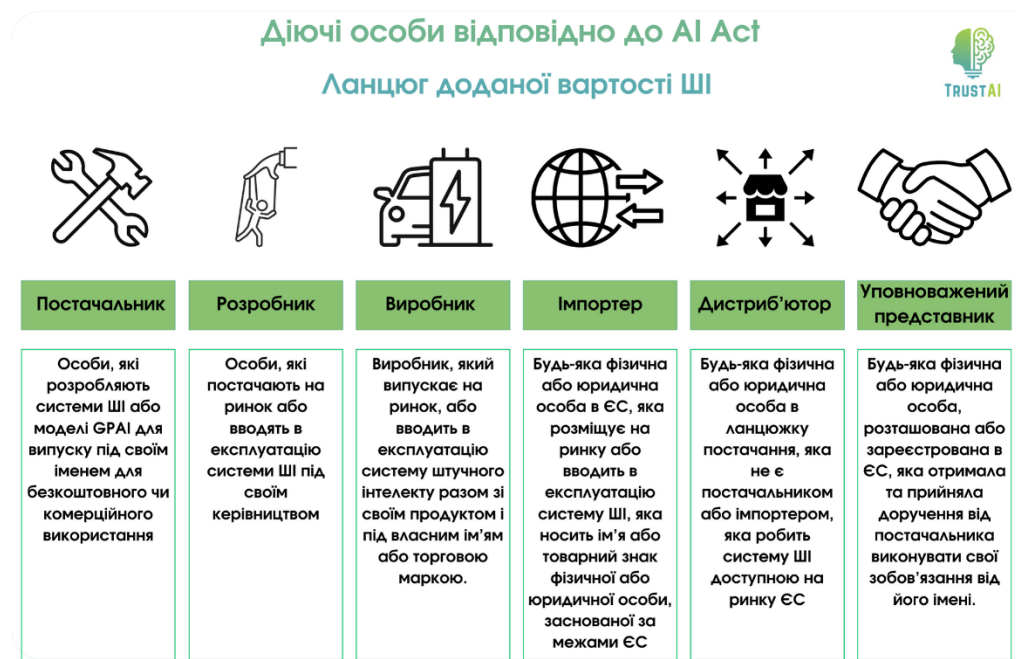 Діючі особи відповідно до AI Act
Ланцюг доданої вартості ШІ
TRUSTAI
Постачальник
Особи, які
розробляють
системи ШІ або
моделі GPAI для
випуску під своїм
іменем для
безкоштовного чи
комерційного
використання
Розробник
Особи, які
постачають на
ринок або
вводять в
експлуатацію
системи ШІ під
своїм
керівництвом
Виробник
Виробник, який
випускає на
ринок, або
вводить в
експлуатацію
систему штучного
інтелекту разом зі
своїм продуктом і
під власним ім’ям
або торговою
маркою.
Імпортер
Будь-яка фізична
або юридична
особа в ЄС, яка
розміщує на
ринку або
вводить в
експлуатацію
систему ШІ, яка
носить ім’я або
товарний знак
фізичної або
юридичної особи,
заснованої за
межами ЄС
Дистриб’ютор
Будь-яка фізична
або юридична
особа в
ланцюжку
постачання, яка
не є
постачальником
або імпортером,
яка робить
систему ШІ
доступною на
ринку ЄС
Уповноважений
представник
Будь-яка фізична
або юридична
особа,
розташована або
зареєстрована в
ЄС, яка отримала
та прийняла
доручення від
постачальника
виконувати свої
зобов’язання від
його імені.